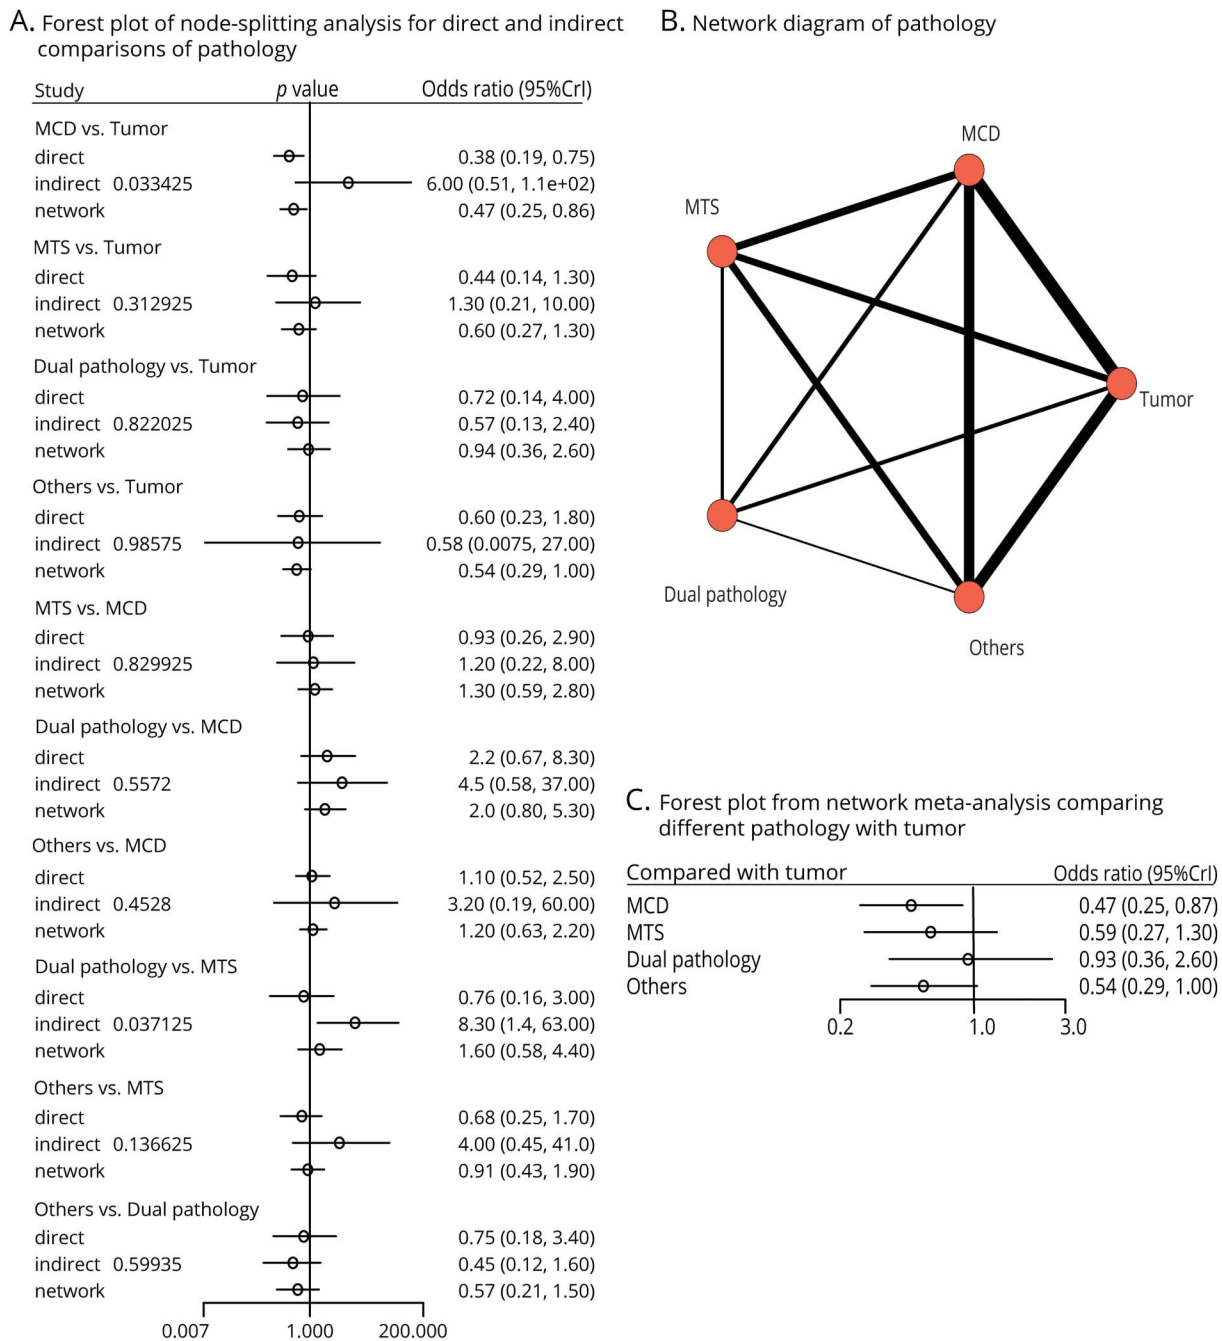 A. Forest plot of node-splitting analysis for direct and indirect
comparisons of pathology
Study p value Odds ratio (95%CrI)
MCD vs. Tumor
direct 0.38 (0.19, 0.75)
indirect 0.033425 6.00 (0.51, 1.1e+02)
network 0.47 (0.25, 0.86)
MTS vs. Tumor
direct 0.44 (0.14, 1.30)
indirect 0.312925 1.30 (0.21, 10.00)
network 0.60 (0.27, 1.30)
Dual pathology vs. Tumor
direct 0.72 (0.14, 4.00)
indirect 0.822025 0.57 (0.13, 2.40)
network 0.94 (0.36, 2.60)
Others vs. Tumor
direct 0.60 (0.23, 1.80)
indirect 0.98575 0.58 (0.0075, 27.00)
network 0.54 (0.29, 1.00)
MTS vs. MCD
direct 0.93 (0.26, 2.90)
indirect 0.829925 1.20 (0.22, 8.00)
network 1.30 (0.59, 2.80)
Dual pathology vs. MCD
direct 2.2 (0.67, 8.30)
indirect 0.5572 4.5 (0.58, 37.00)
network 2.0 (0.80, 5.30)
Others vs. MCD
direct 1.10 (0.52, 2.50)
indirect 0.4528 3.20 (0.19, 60.00)
network 1.20 (0.63, 2.20)
Dual pathology vs. MTS
direct 0.76 (0.16, 3.00)
indirect 0.037125 8.30 (1.4, 63.00)
network 1.60 (0.58, 4.40)
Others vs. MTS
direct 0.68 (0.25, 1.70)
indirect 0.136625 4.00 (0.45, 41.0)
network 0.91 (0.43, 1.90)
Others vs. Dual pathology
direct 0.75 (0.18, 3.40)
indirect 0.59935 0.45 (0.12, 1.60)
network 0.57 (0.21, 1.50)
0.007 1.000 200.000
B. Network diagram of pathology
MCD
MTS
Tumor
Dual pathology
Others
C. Forest plot from network meta-analysis comparing
different pathology with tumor
Compared with tumor Odds ratio (95%CrI)
MCD 0.47 (0.25, 0.87)
MTS 0.59 (0.27, 1.30)
Dual pathology 0.93 (0.36, 2.60)
Others 0.54 (0.29, 1.00)
0.2 1.0 3.0